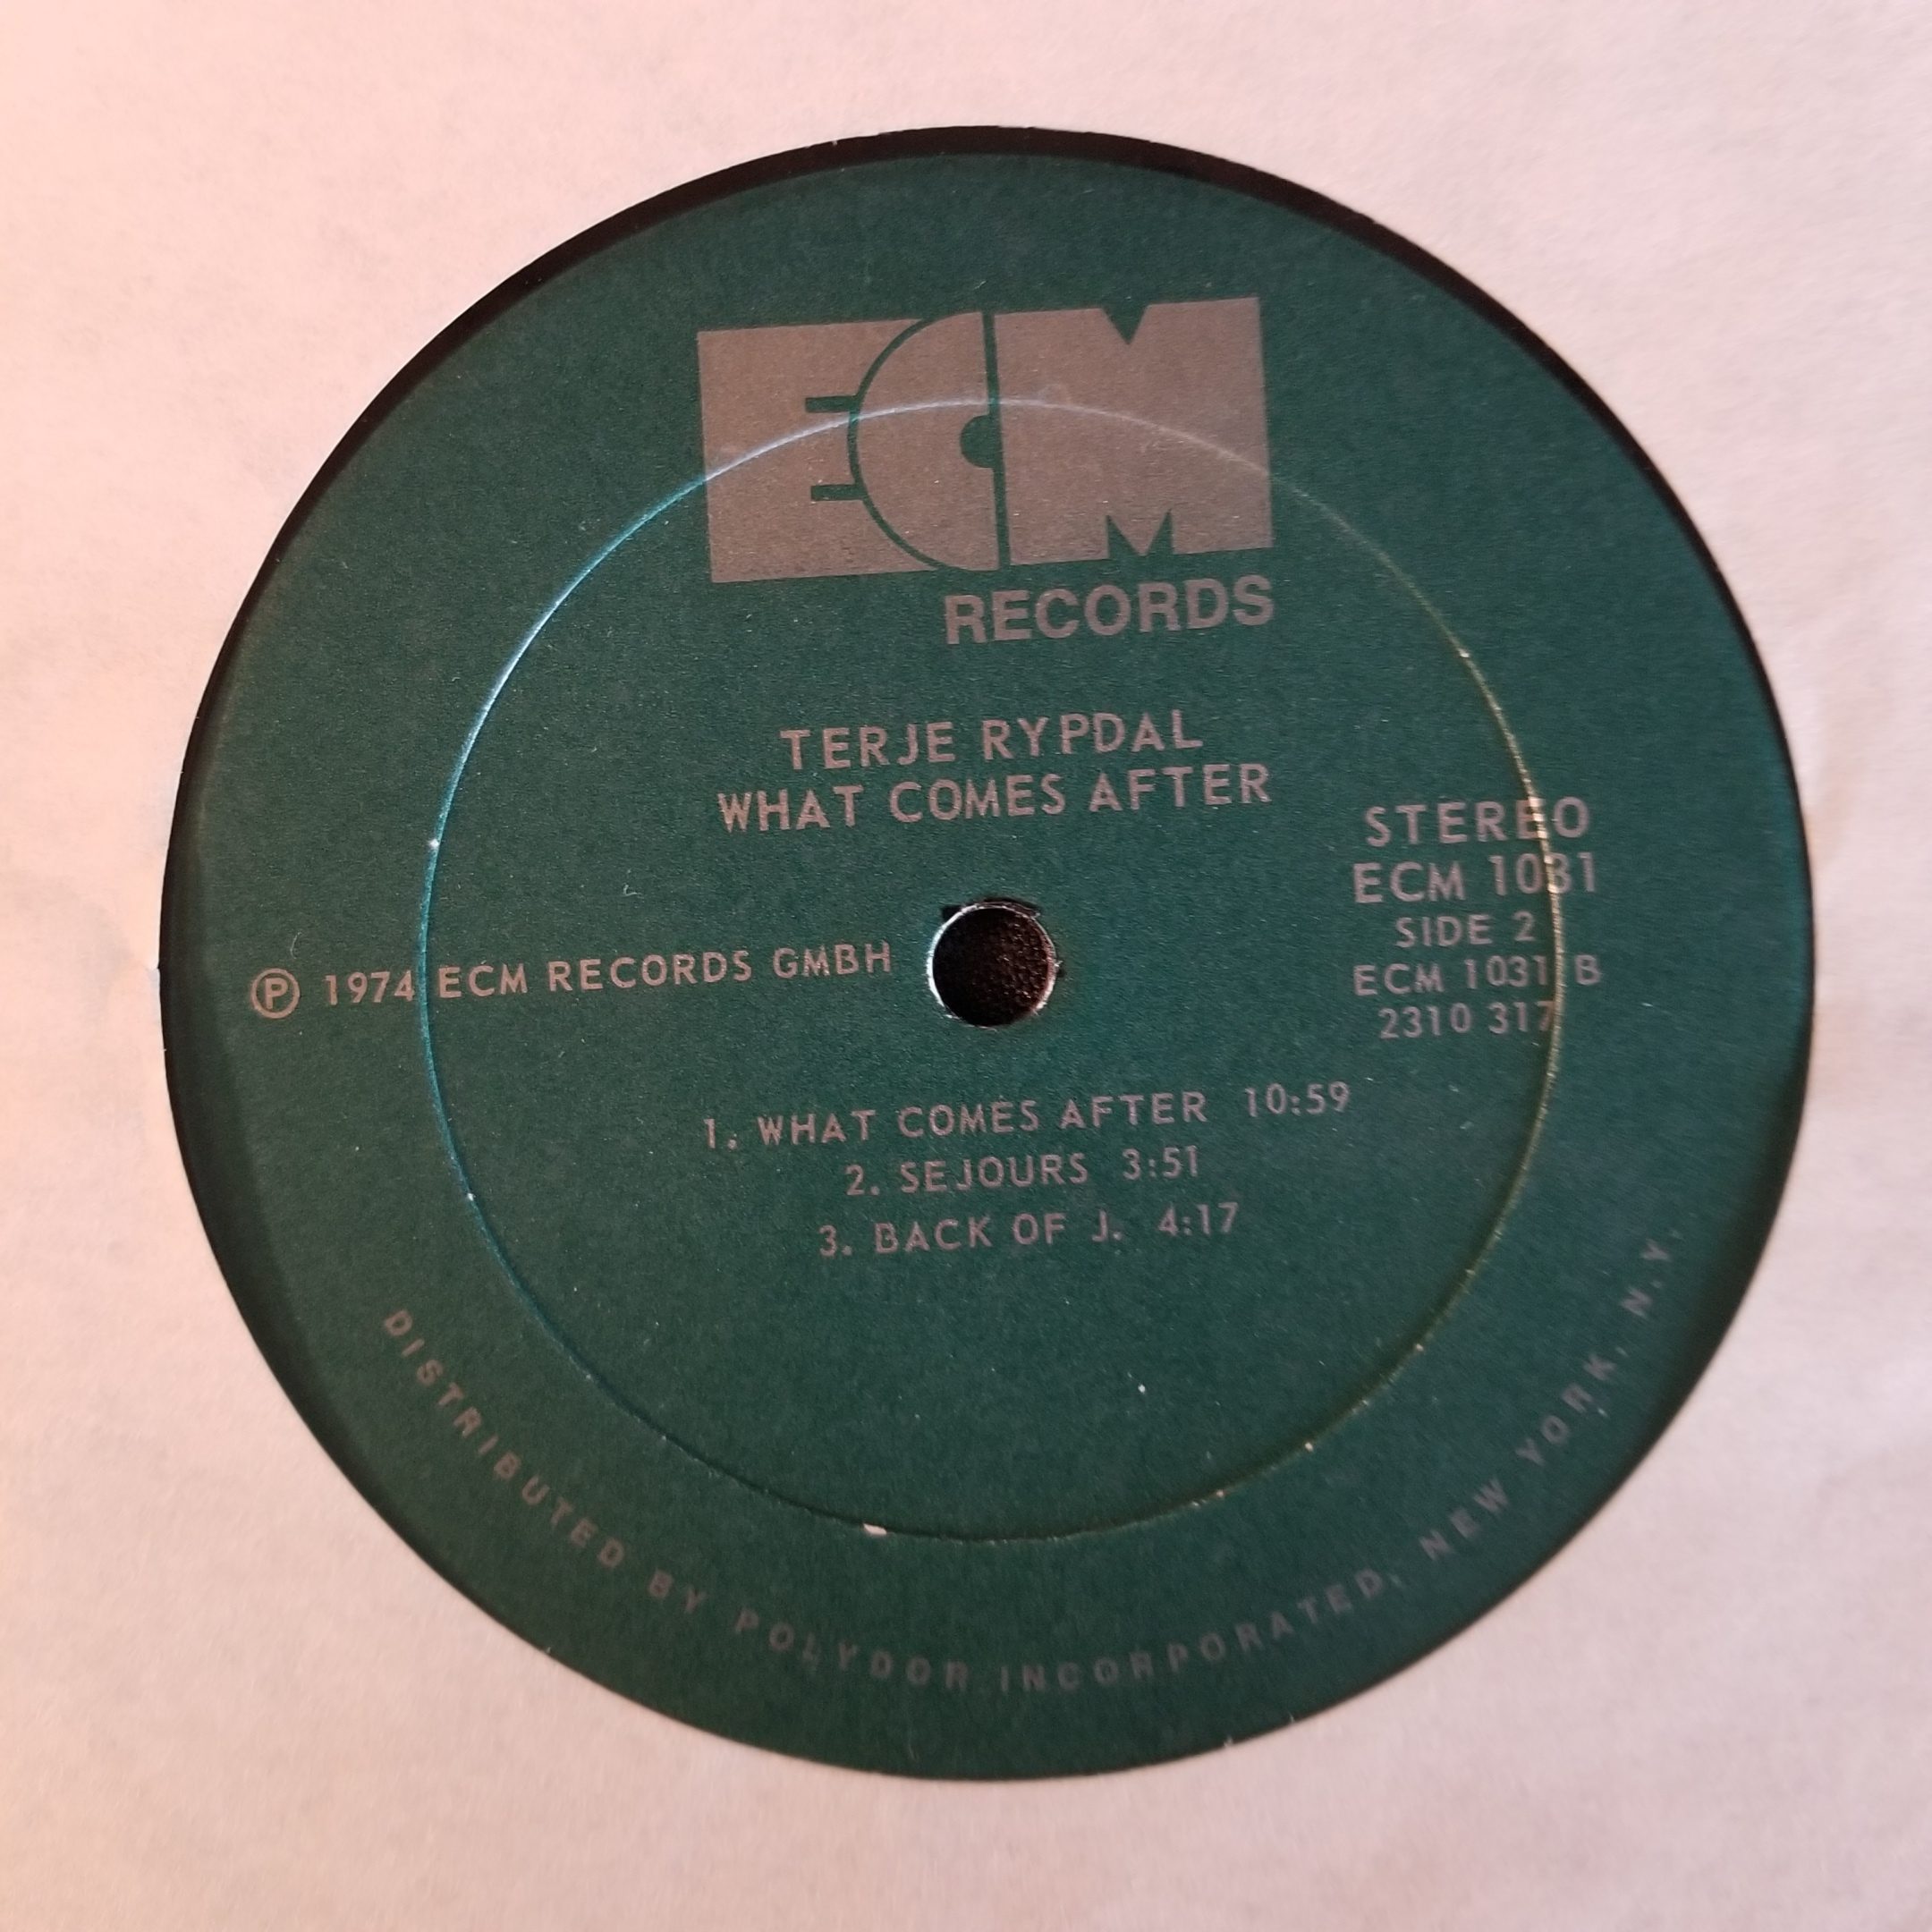 ECM
RECORDS
TERJE RYPDAL
WHAT COMES AFTER
STEREO
ECM 1031
SIDE 2
ECM 1031 B
2310 317
Ⓟ 1974 ECM RECORDS GMBH
1. WHAT COMES AFTER 10:59
2. SEJOURS 3:51
3. BACK OF J. 4:17
DISTRIBUTED BY POLYDOR INCORPORATED, NEW YORK, N.Y.